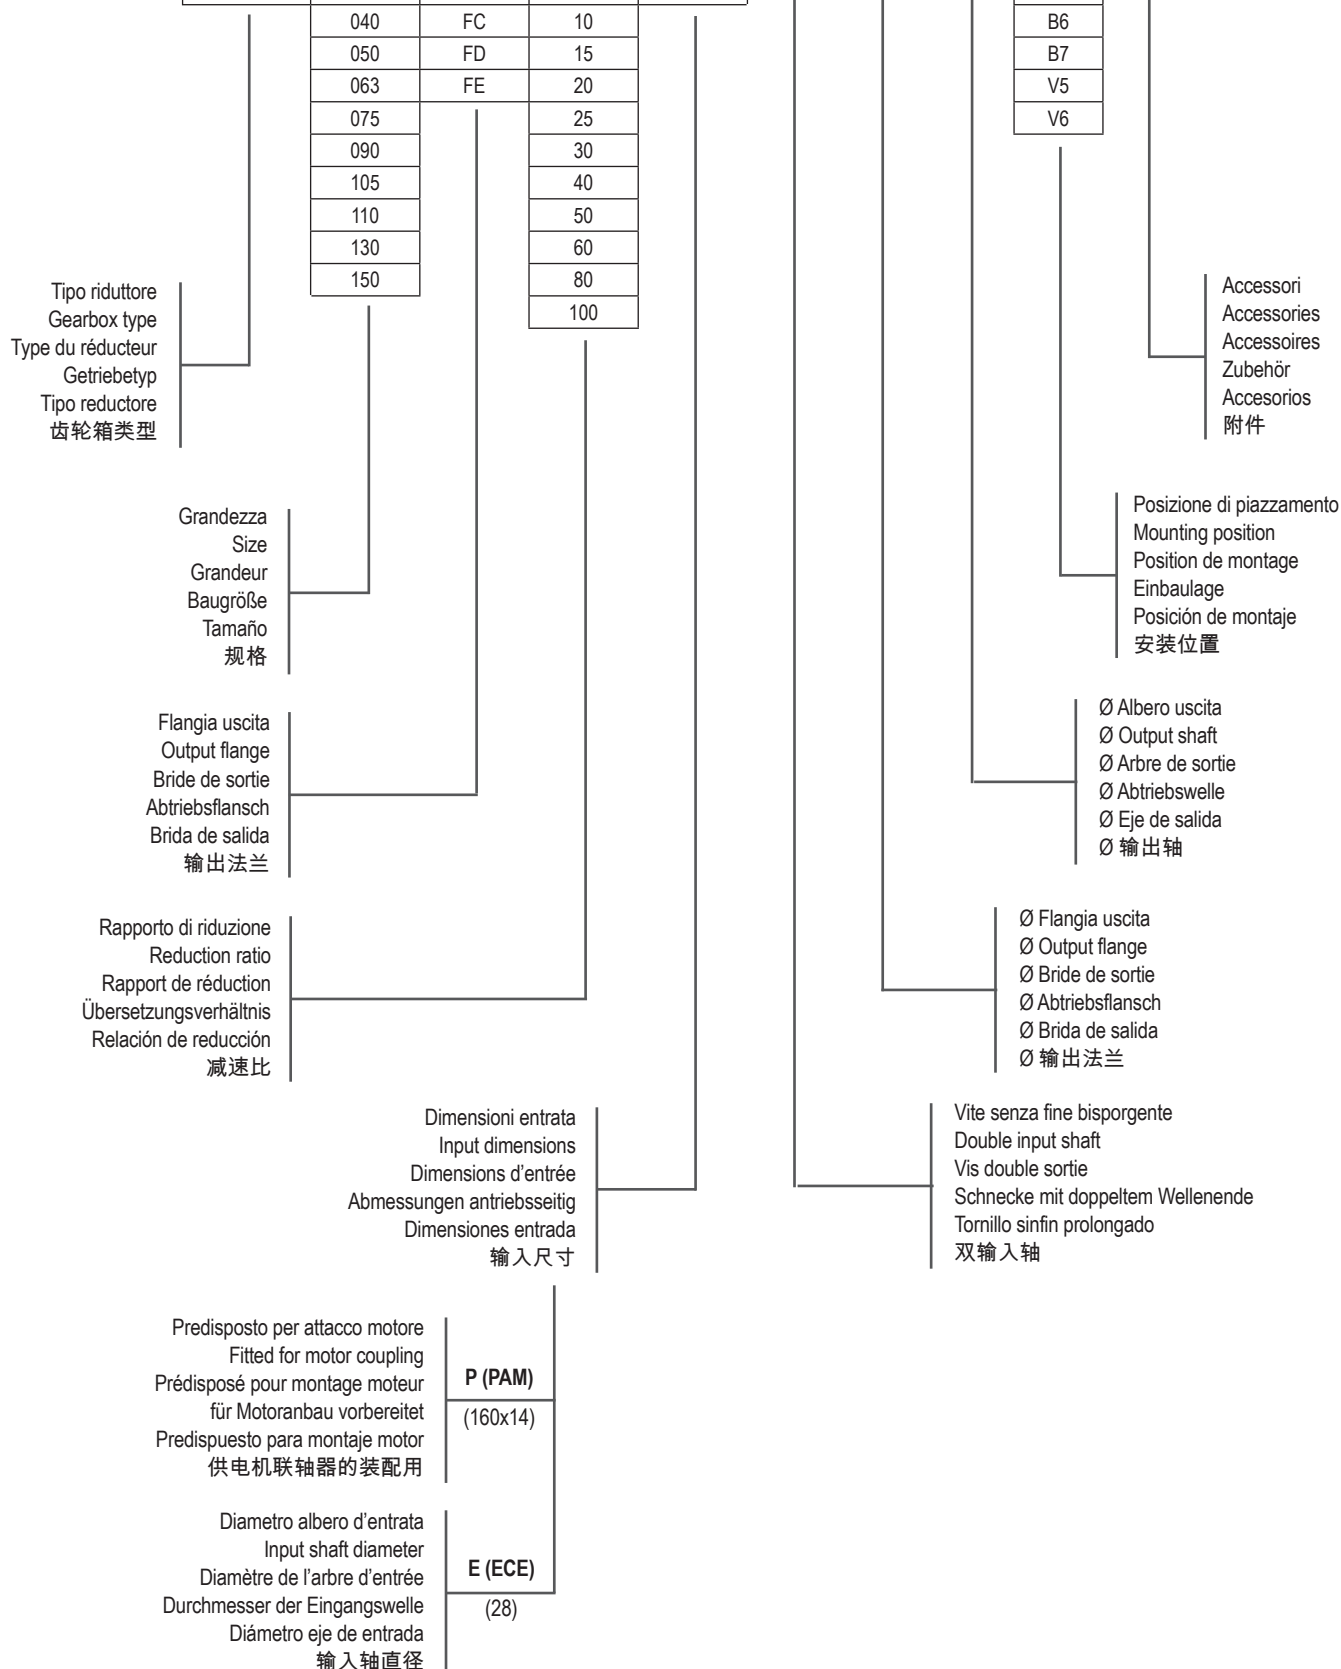 040 FC 10 B6
050 FD 15 B7
063 FE 20 V5
075 25 V6
090 30
105 40
110 50
130 60
150 80
100
Tipo riduttore
Gearbox type
Type du réducteur
Getriebetyp
Tipo reductore
齿轮箱类型
Accessori
Accessories
Accessoires
Zubehör
Accesorios
附件
Grandezza
Size
Grandeur
Baugröße
Tamaño
规格
Posizione di piazzamento
Mounting position
Position de montage
Einbaulage
Posición de montaje
安装位置
Flangia uscita
Output flange
Bride de sortie
Abtriebsflansch
Brida de salida
输出法兰
Ø Albero uscita
Ø Output shaft
Ø Arbre de sortie
Ø Abtriebswelle
Ø Eje de salida
Ø 输出轴
Rapporto di riduzione
Reduction ratio
Rapport de réduction
Übersetzungsverhältnis
Relación de reducción
减速比
Ø Flangia uscita
Ø Output flange
Ø Bride de sortie
Ø Abtriebsflansch
Ø Brida de salida
Ø 输出法兰
Dimensioni entrata
Input dimensions
Dimensions d’entrée
Abmessungen antriebsseitig
Dimensiones entrada
输入尺寸
Vite senza fine bisporgente
Double input shaft
Vis double sortie
Schnecke mit doppeltem Wellenende
Tornillo sinfin prolongado
双输入轴
Predisposto per attacco motore
Fitted for motor coupling
Prédisposé pour montage moteur
für Motoranbau vorbereitet
Predispuesto para montaje motor
供电机联轴器的装配用
P (PAM)
(160x14)
Diametro albero d’entrata
Input shaft diameter
Diamètre de l’arbre d’entrée
Durchmesser der Eingangswelle
Diámetro eje de entrada
输入轴直径
E (ECE)
(28)